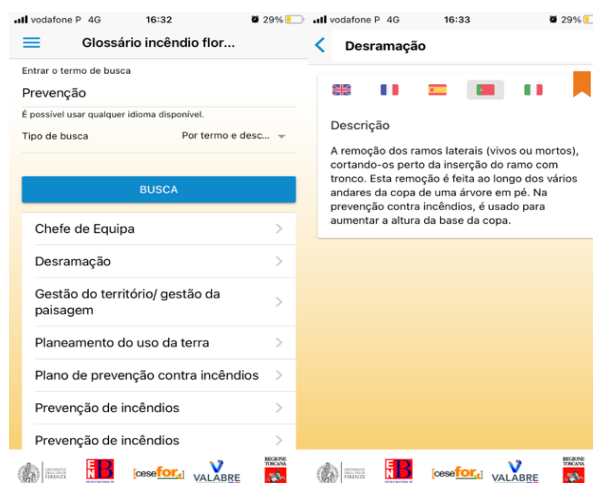 vodafone P 4G 16:32 29%
Glossário incêndio flor...
Entrar o termo de busca
Prevenção
É possível usar qualquer idioma disponível.
Tipo de busca Por termo e desc...
BUSCA
Chefe de Equipa
Desramação
Gestão do território/ gestão da
paisagem
Planeamento do uso da terra
Plano de prevenção contra incêndios
Prevenção de incêndios
Prevenção de incêndios
cesefor
VALABRE
REGIONE
TOSCANA
vodafone P 4G 16:33 29%
Desramação
Descrição
A remoção dos ramos laterais (vivos ou mortos),
cortando-os perto da inserção do ramo com
tronco. Esta remoção é feita ao longo dos vários
andares da copa de uma árvore em pé. Na
prevenção contra incêndios, é usado para
aumentar a altura da base da copa.
cesefor
VALABRE
REGIONE
TOSCANA